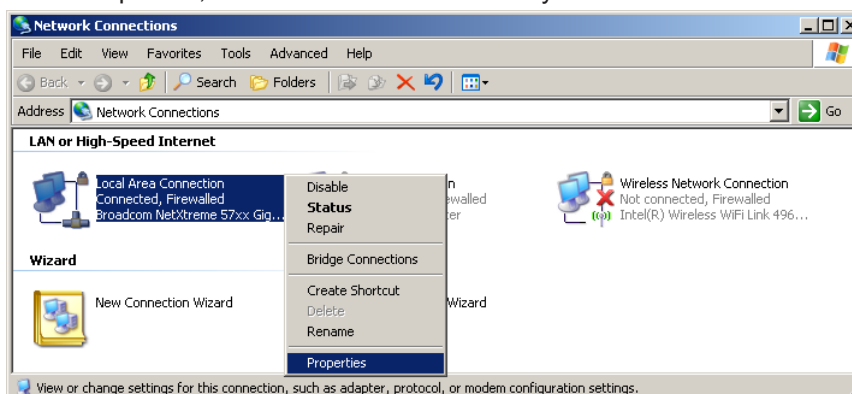 Network Connections
File Edit View Favorites Tools Advanced Help
Back Search Folders
Address Network Connections Go
LAN or High-Speed Internet
Local Area Connection
Connected, Firewalled
Broadcom NetXtreme 57xx Gig...
Disable
Status
Repair
Bridge Connections
Create Shortcut
Delete
Rename
Properties
n
ewalled
ter
Wireless Network Connection
Not connected, Firewalled
Intel(R) Wireless WiFi Link 496...
Wizard
New Connection Wizard
Wizard
View or change settings for this connection, such as adapter, protocol, or modem configuration settings.